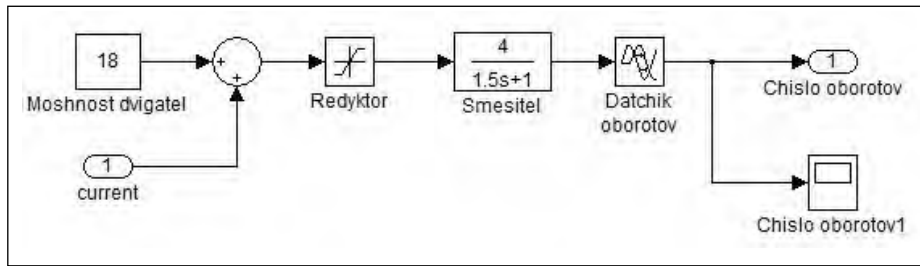 18
+
+
Moshnost dvigatel
1
current
Redyktor
4
1.5s+1
Smesitel
Datchik
oborotov
1
Chislo oborotov
Chislo oborotov1